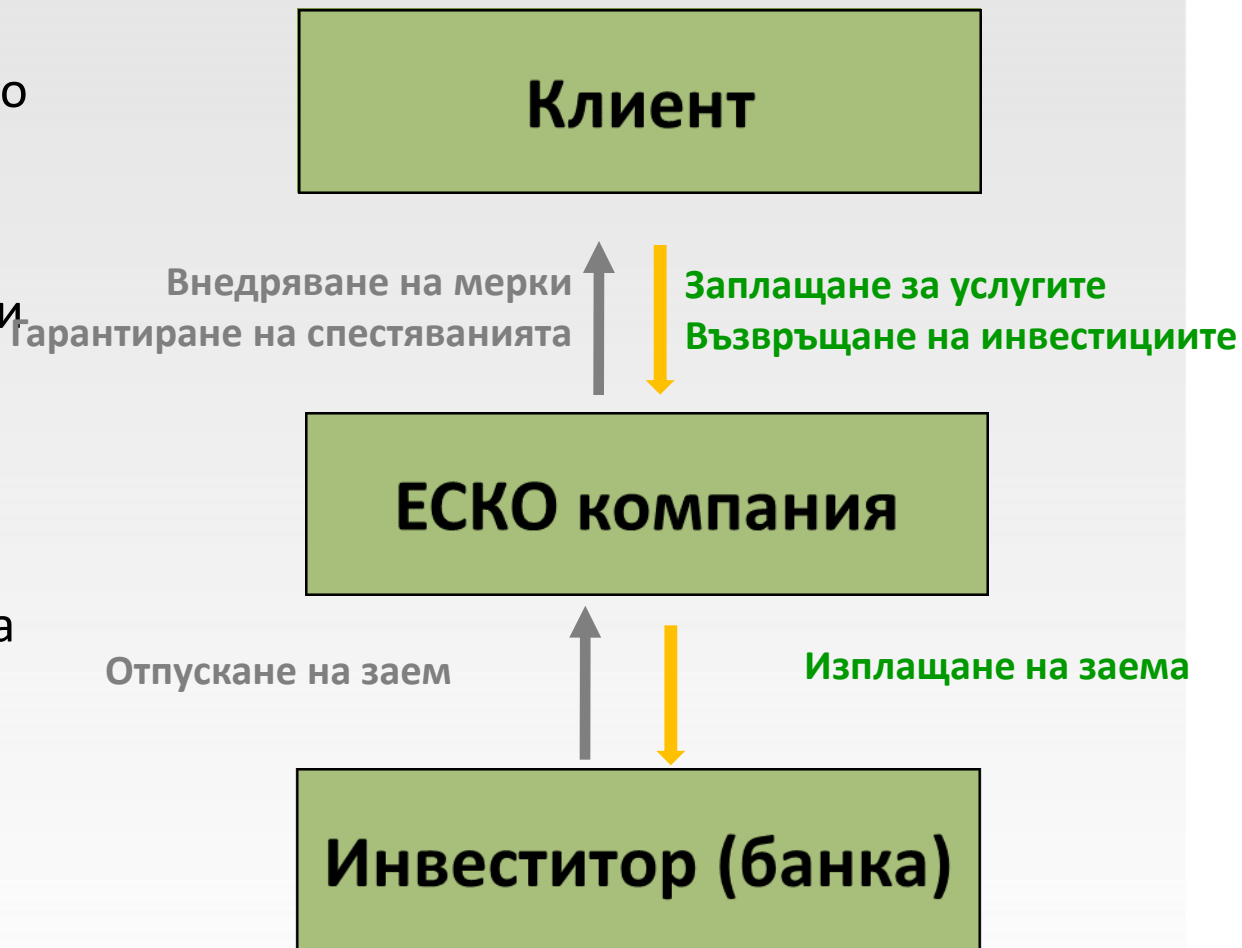 о
Клиент
Внедряване на мерки
Гарантиране на спестяванията
Заплащане за услугите
Възвръщане на инвестициите
и
ЕСКО компания
а
Отпускане на заем
Изплащане на заема
Инвеститор (банка)